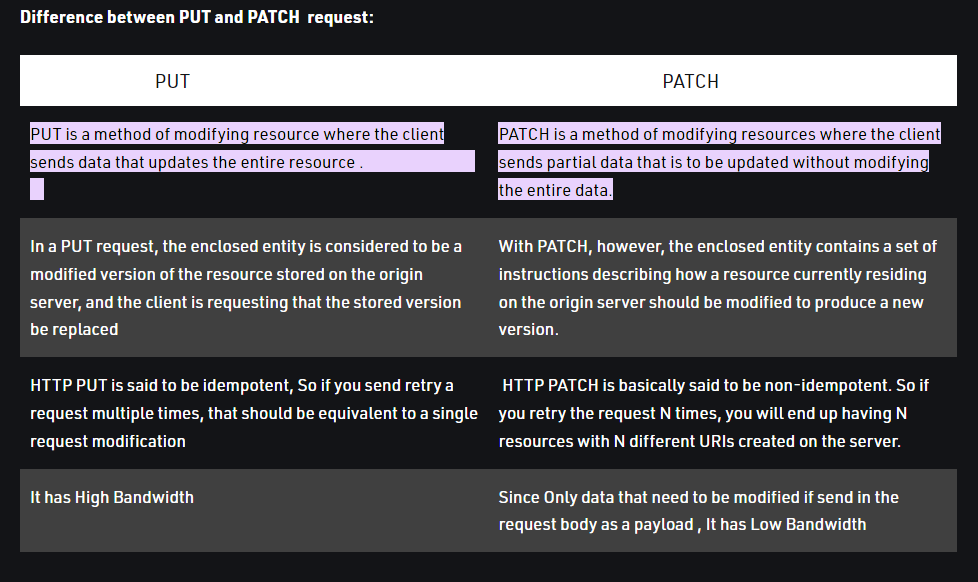 Difference between PUT and PATCH  request:
PUT
PATCH
PUT is a method of modifying resource where the client
sends data that updates the entire resource .
PATCH is a method of modifying resources where the client
sends partial data that is to be updated without modifying
the entire data.
In a PUT request, the enclosed entity is considered to be a
modified version of the resource stored on the origin
server, and the client is requesting that the stored version
be replaced
With PATCH, however, the enclosed entity contains a set of
instructions describing how a resource currently residing
on the origin server should be modified to produce a new
version.
HTTP PUT is said to be idempotent, So if you send retry a
request multiple times, that should be equivalent to a single
request modification
HTTP PATCH is basically said to be non-idempotent. So if
you retry the request N times, you will end up having N
resources with N different URIs created on the server.
It has High Bandwidth
Since Only data that need to be modified if send in the
request body as a payload , It has Low Bandwidth